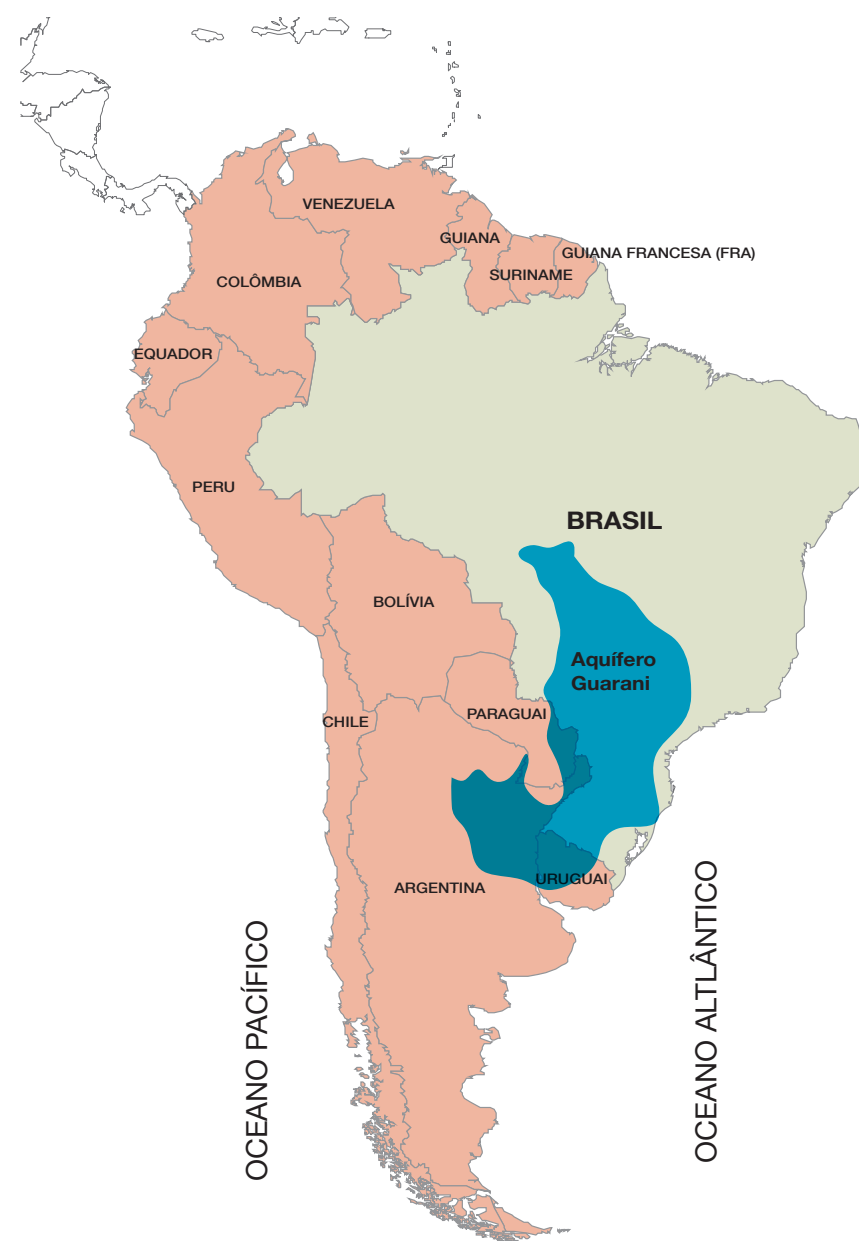 VENEZUELA
GUIANA
GUIANA FRANCESA (FRA)
SURINAME
COLÔMBIA
EQUADOR
PERU
BRASIL
BOLÍVIA
Aquífero
Guarani
PARAGUAI
CHILE
URUGUAI
ARGENTINA
OCEANO PACÍFICO
OCEANO ALTLÂNTICO